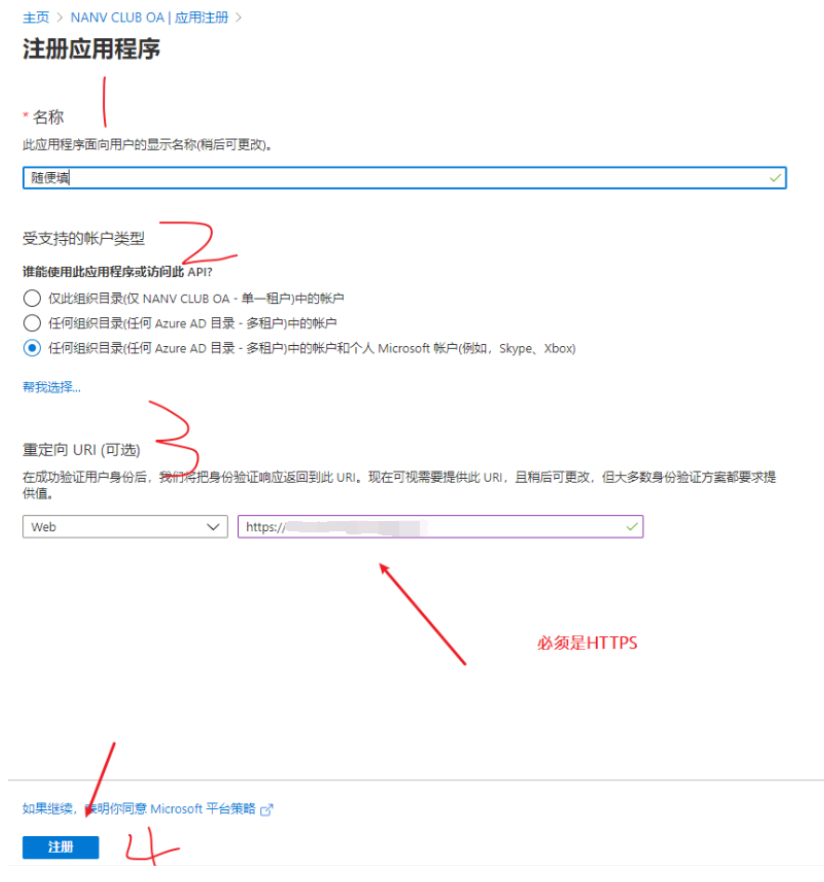 主页 > NANV CLUB OA | 应用注册 >
注册应用程序
1
* 名称
此应用程序面向用户的显示名称(稍后可更改)。
随便填
受支持的帐户类型
2
谁能使用此应用程序或访问此 API?
仅此组织目录(仅 NANV CLUB OA - 单一租户)中的帐户
任何组织目录(任何 Azure AD 目录 - 多租户)中的帐户
任何组织目录(任何 Azure AD 目录 - 多租户)中的帐户和个人 Microsoft 帐户(例如，Skype、Xbox)
帮我选择...
3
重定向 URI (可选)
在成功验证用户身份后，我们将把身份验证响应返回到此 URI。现在可视需要提供此 URI，且稍后可更改，但大多数身份验证方案都要求提
供值。
Web
https://
必须是HTTPS
如果继续，表明你同意 Microsoft 平台策略
注册
4